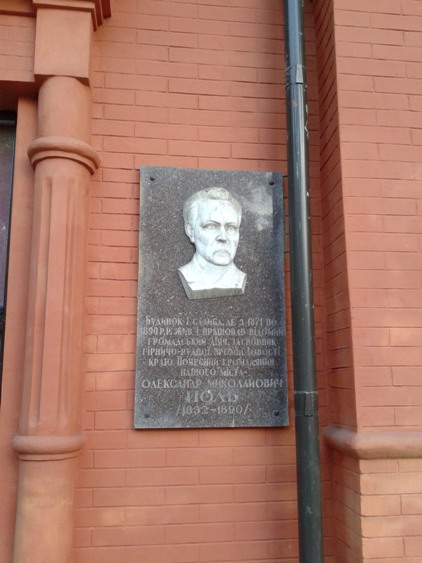 БУДИНОК І САДИБА, ДЕ З 1871 ПО
1890 Р.Р. ЖИВ І ПРАЦЮВАВ ВІДОМИЙ
ГРОМАДСЬКИЙ ДІЯЧ, ЗАСНОВНИК
ГІРНИЧО-РУДНОЇ ПРОМИСЛОВОСТІ
КРАЮ, ПОЧЕСНИЙ ГРОМАДЯНИН
НАШОГО МІСТА-
ОЛЕКСАНДР МИКОЛАЙОВИЧ
ПОЛЬ
/1832-1890/